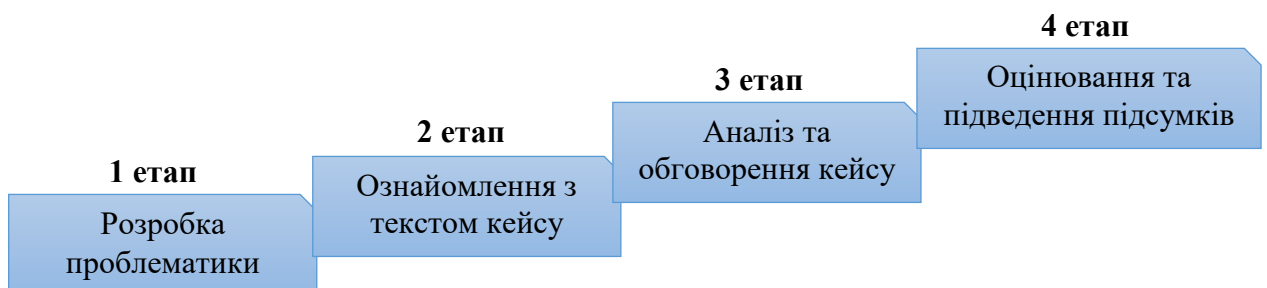 1 етап
Розробка
проблематики
2 етап
Ознайомлення з
текстом кейсу
3 етап
Аналіз та
обговорення кейсу
4 етап
Оцінювання та
підведення підсумків